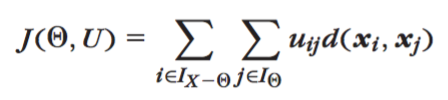 J(Θ, U) = ∑_{i∈I_{X−Θ}} ∑_{j∈I_Θ} u_{ij}d(x_i, x_j)